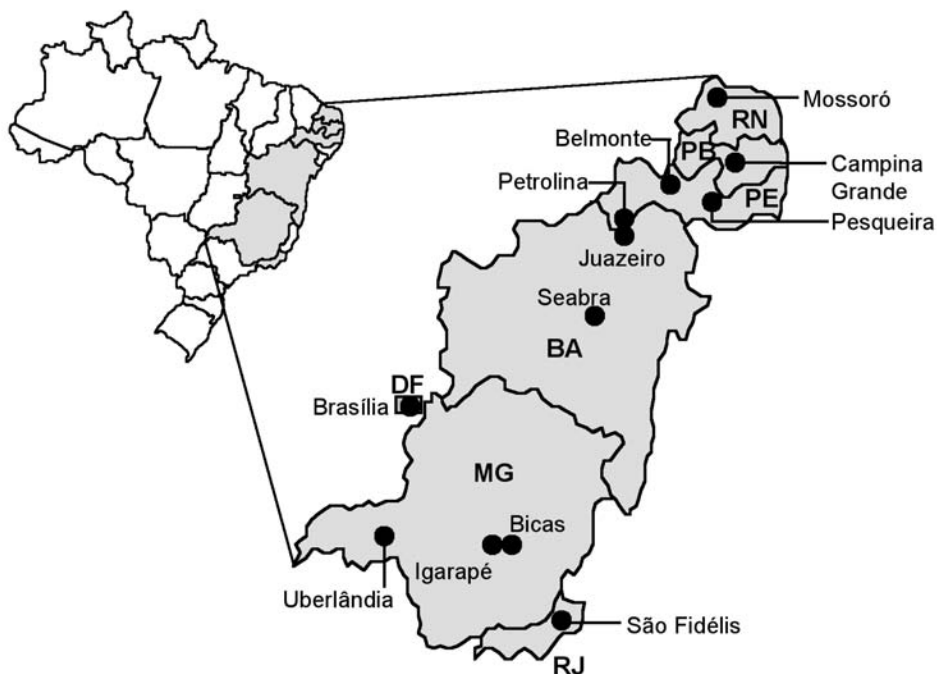 Mossoró
RN
Belmonte
PB
Campina
Grande
Petrolina
PE
Pesqueira
Juazeiro
Seabra
BA
DF
Brasília
MG
Bicas
Igarapé
Uberlândia
São Fidélis
RJ